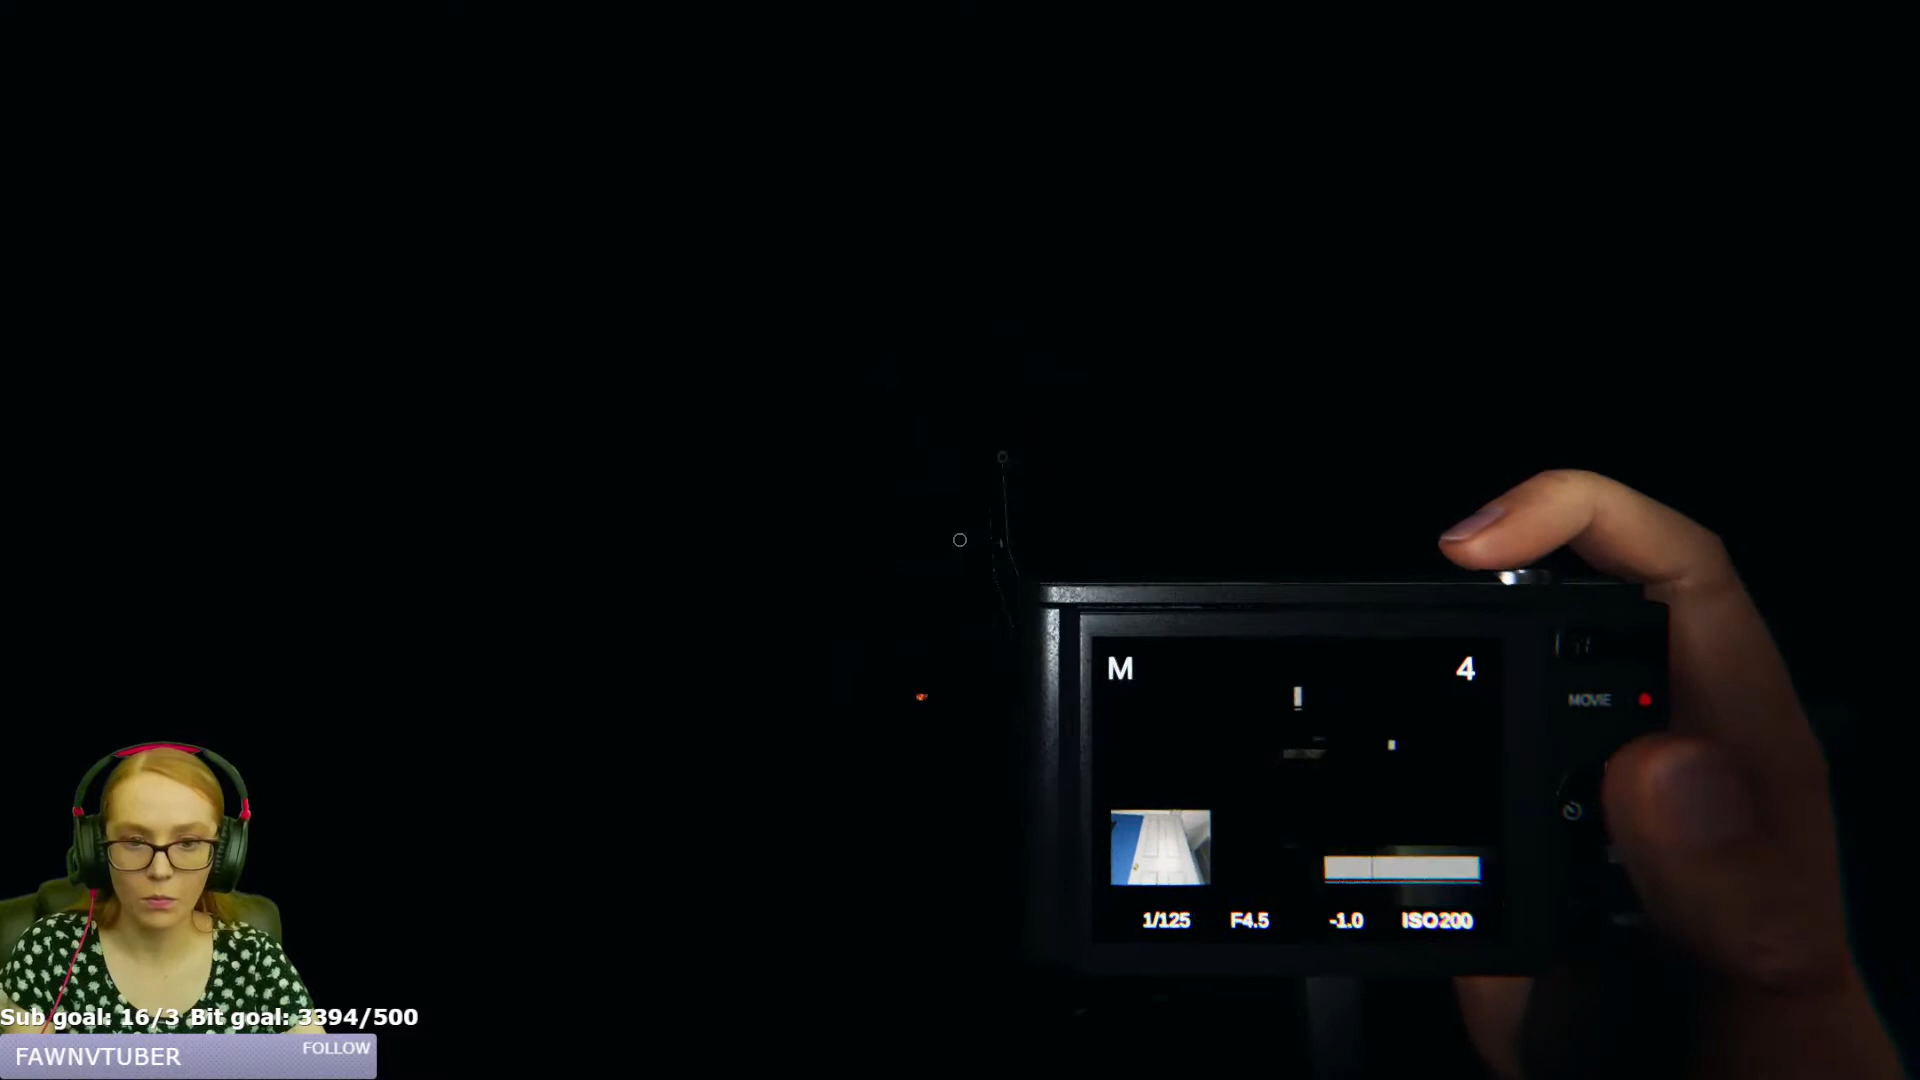 M 4
MOVIE
1/125 F4.5 -1.0 ISO200
Sub goal: 16/3 Bit goal: 3394/500
FAWNVTUBER FOLLOW